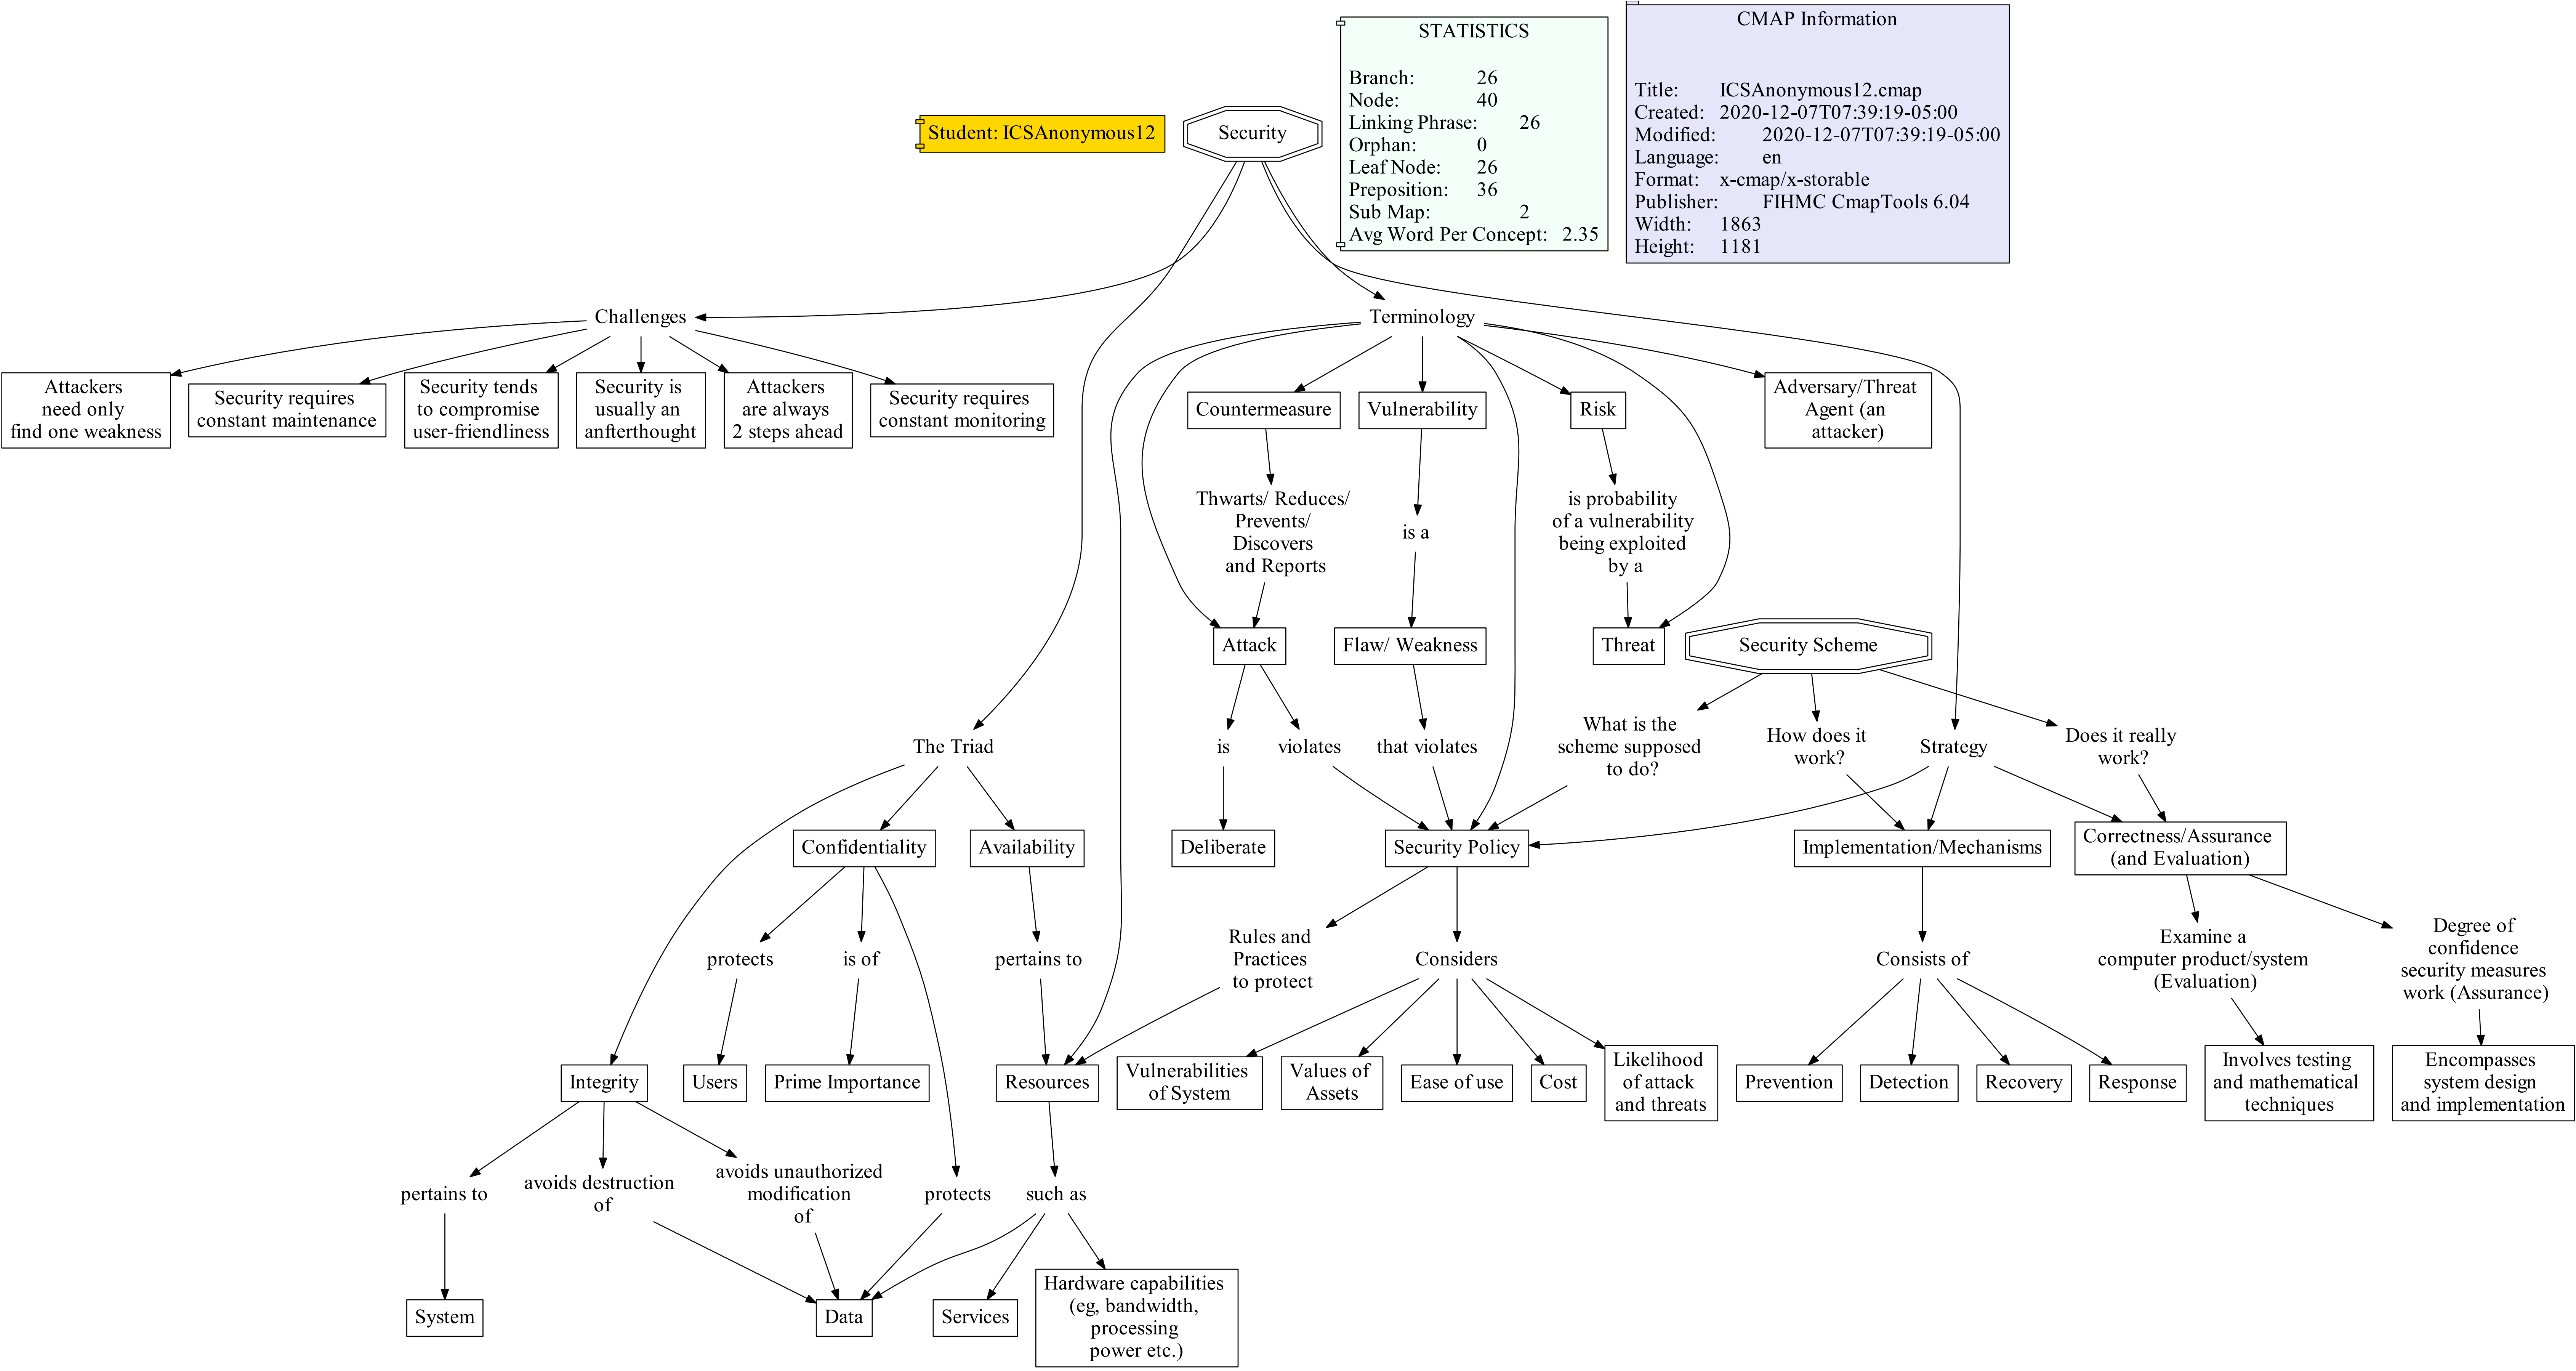 STATISTICS
Branch: 26
Node: 40
Linking Phrase: 26
Orphan: 0
Leaf Node: 26
Preposition: 36
Sub Map: 2
Avg Word Per Concept: 2.35
CMAP Information
Title: ICSAnonymous12.cmap
Created: 2020-12-07T07:39:19-05:00
Modified: 2020-12-07T07:39:19-05:00
Language: en
Format: x-cmap/x-storable
Publisher: FIHMC CmapTools 6.04
Width: 1863
Height: 1181
Student: ICSAnonymous12
Security
Challenges
Terminology
Attackers
need only
find one weakness
Security requires
constant maintenance
Security tends
to compromise
user-friendliness
Security is
usually an
anfterthought
Attackers
are always
2 steps ahead
Security requires
constant monitoring
Countermeasure
Vulnerability
Risk
Adversary/Threat
Agent (an
attacker)
Thwarts/ Reduces/
Prevents/
Discovers
and Reports
is a
is probability
of a vulnerability
being exploited
by a
Attack
Flaw/ Weakness
Threat
Security Scheme
The Triad
is
violates
that violates
What is the
scheme supposed
to do?
How does it
work?
Strategy
Does it really
work?
Confidentiality
Availability
Deliberate
Security Policy
Implementation/Mechanisms
Correctness/Assurance
(and Evaluation)
protects
is of
pertains to
Rules and
Practices
to protect
Considers
Consists of
Examine a
computer product/system
(Evaluation)
Degree of
confidence
security measures
work (Assurance)
Integrity
Users
Prime Importance
Resources
Vulnerabilities
of System
Values of
Assets
Ease of use
Cost
Likelihood
of attack
and threats
Prevention
Detection
Recovery
Response
Involves testing
and mathematical
techniques
Encompasses
system design
and implementation
pertains to
avoids destruction
of
avoids unauthorized
modification
of
protects
such as
System
Data
Services
Hardware capabilities
(eg, bandwidth,
processing
power etc.)